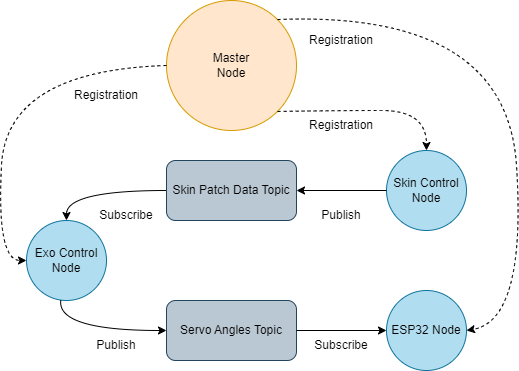 Registration
Master
Node
Registration
Registration
Skin Patch Data Topic
Skin Control
Node
Subscribe
Publish
Exo Control
Node
Servo Angles Topic
ESP32 Node
Publish
Subscribe